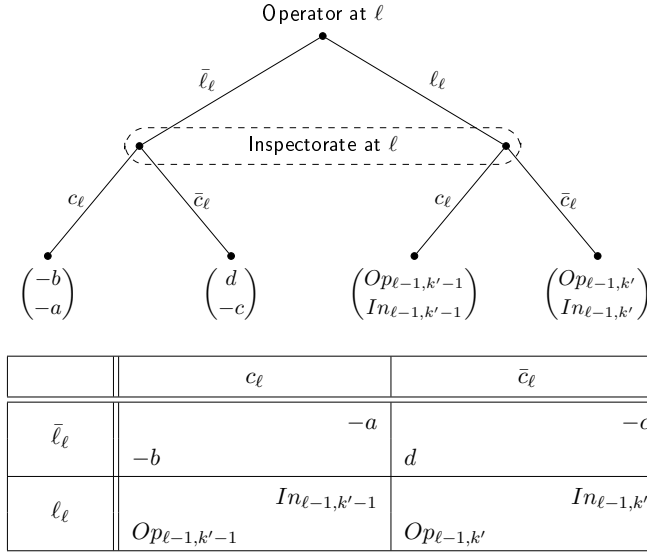 Operator at ℓ
ℓ̄_ℓ ℓ_ℓ
Inspectorate at ℓ
c_ℓ c̄_ℓ c_ℓ c̄_ℓ
(−b −a) (d −c) (Op_{ℓ−1,k′−1} In_{ℓ−1,k′−1}) (Op_{ℓ−1,k′} In_{ℓ−1,k′})
c_ℓ c̄_ℓ
ℓ̄_ℓ
−a −c
−b d
ℓ_ℓ
In_{ℓ−1,k′−1} In_{ℓ−1,k′}
Op_{ℓ−1,k′−1} Op_{ℓ−1,k′}